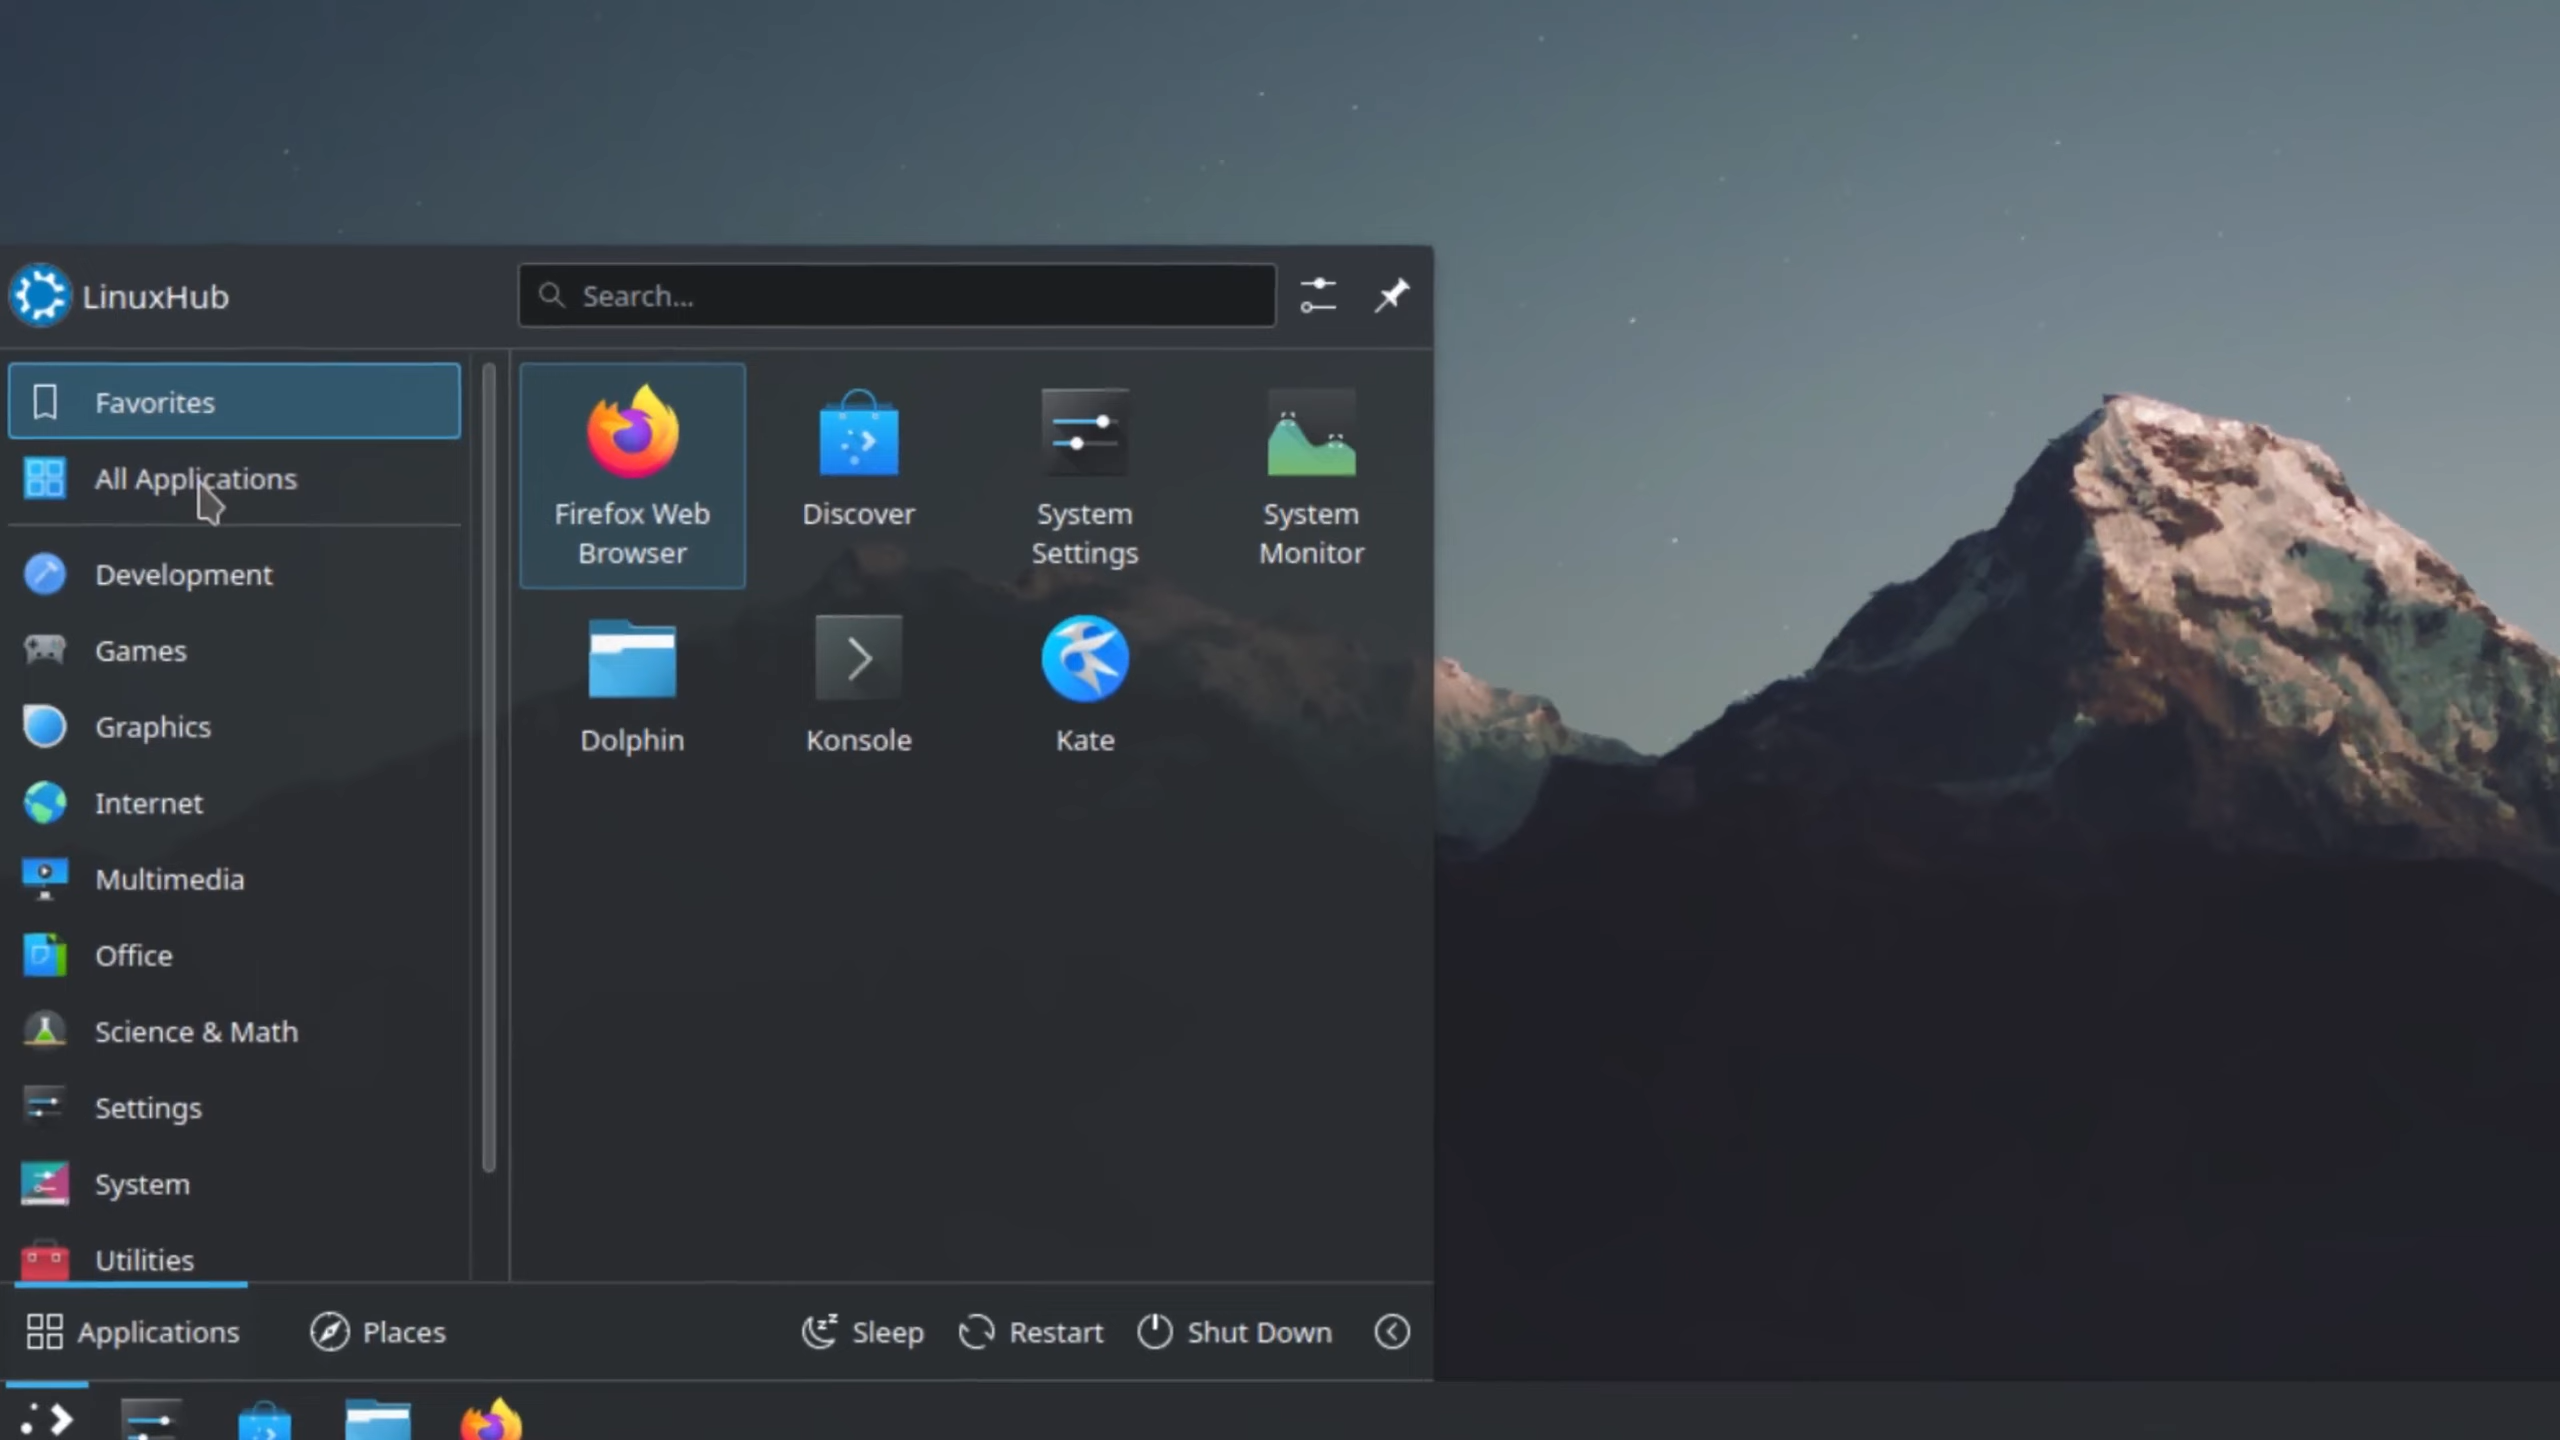 LinuxHub
Search...
Favorites
All Applications
Development
Games
Graphics
Internet
Multimedia
Office
Science & Math
Settings
System
Utilities
Firefox Web
Browser
Discover
System
Settings
System
Monitor
Dolphin
Konsole
Kate
Applications
Places
Sleep
Restart
Shut Down